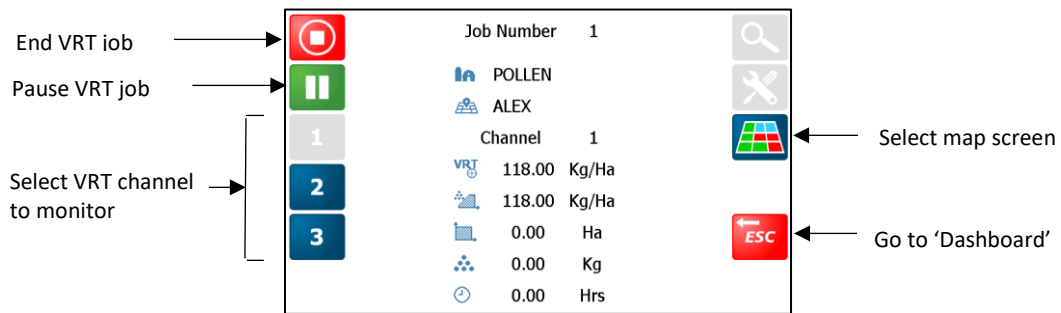 End VRT job
Pause VRT job
Select VRT channel
to monitor
1
2
3
Job Number 1
POLLEN
ALEX
Channel 1
VRT 118.00 Kg/Ha
118.00 Kg/Ha
0.00 Ha
0.00 Kg
0.00 Hrs
ESC
Select map screen
Go to ‘Dashboard’